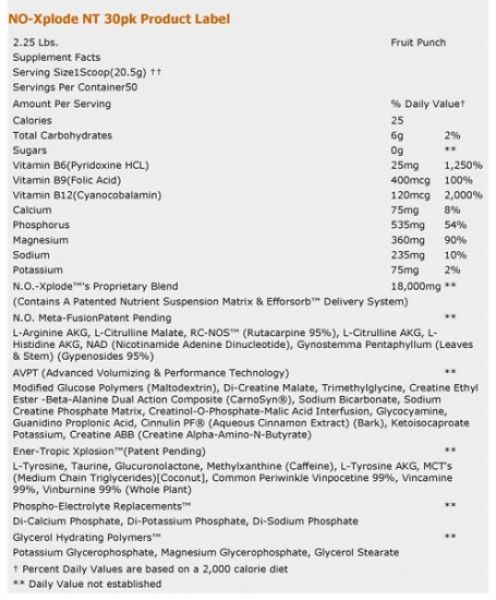 NO-Xplode NT 30pk Product Label
2.25 Lbs. Fruit Punch
Supplement Facts
Serving Size1Scoop(20.5g) ††
Servings Per Container50
Amount Per Serving % Daily Value†
Calories 25
Total Carbohydrates 6g 2%
Sugars 0g **
Vitamin B6(Pyridoxine HCL) 25mg 1,250%
Vitamin B9(Folic Acid) 400mcg 100%
Vitamin B12(Cyanocobalamin) 120mcg 2,000%
Calcium 75mg 8%
Phosphorus 535mg 54%
Magnesium 360mg 90%
Sodium 235mg 10%
Potassium 75mg 2%
N.O.-Xplode™'s Proprietary Blend 18,000mg **
(Contains A Patented Nutrient Suspension Matrix & Efforsorb™ Delivery System)
N.O. Meta-FusionPatent Pending **
L-Arginine AKG, L-Citrulline Malate, RC-NOS™ (Rutacarpine 95%), L-Citrulline AKG, L-
Histidine AKG, NAD (Nicotinamide Adenine Dinucleotide), Gynostemma Pentaphyllum (Leaves
& Stem) (Gypenosides 95%)
AVPT (Advanced Volumizing & Performance Technology) **
Modified Glucose Polymers (Maltodextrin), Di-Creatine Malate, Trimethylglycine, Creatine Ethyl
Ester -Beta-Alanine Dual Action Composite (CarnoSyn®), Sodium Bicarbonate, Sodium
Creatine Phosphate Matrix, Creatinol-O-Phosphate-Malic Acid Interfusion, Glycocyamine,
Guanidino Proplonic Acid, Cinnulin PF® (Aqueous Cinnamon Extract) (Bark), Ketoisocaproate
Potassium, Creatine ABB (Creatine Alpha-Amino-N-Butyrate)
Ener-Tropic Xplosion™(Patent Pending) **
L-Tyrosine, Taurine, Glucuronolactone, Methylxanthine (Caffeine), L-Tyrosine AKG, MCT's
(Medium Chain Triglycerides)[Coconut], Common Periwinkle Vinpocetine 99%, Vincamine
99%, Vinburnine 99% (Whole Plant)
Phospho-Electrolyte Replacements™ **
Di-Calcium Phosphate, Di-Potassium Phosphate, Di-Sodium Phosphate
Glycerol Hydrating Polymers™ **
Potassium Glycerophosphate, Magnesium Glycerophosphate, Glycerol Stearate
† Percent Daily Values are based on a 2,000 calorie diet
** Daily Value not established